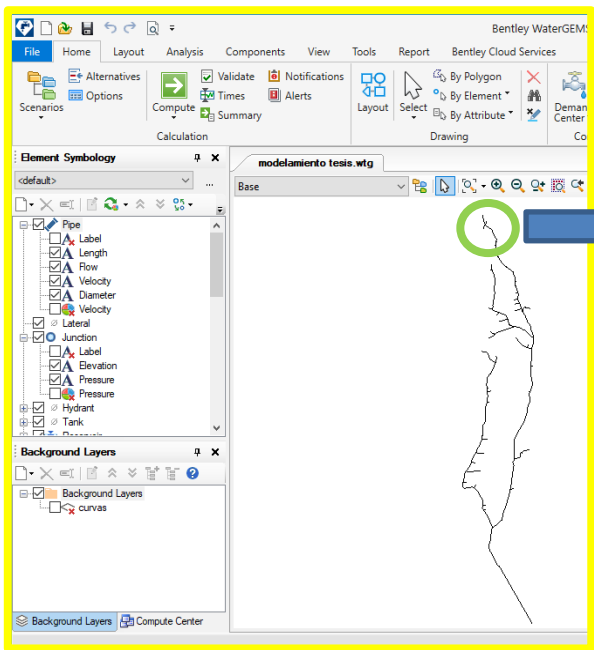 Bentley WaterGEMS
File Home Layout Analysis Components View Tools Report Bentley Cloud Services
Scenarios
Alternatives
Options
Compute
Validate
Times
Summary
Notifications
Alerts
Calculation
Layout
Select
By Polygon
By Element
By Attribute
Drawing
Deman
Center
Co
Element Symbology
<default>
...
Pipe
Label
Length
Flow
Velocity
Diameter
Velocity
Lateral
Junction
Label
Elevation
Pressure
Pressure
Hydrant
Tank
Background Layers
Background Layers
curvas
Background Layers Compute Center
modelamiento tesis.wtg
Base